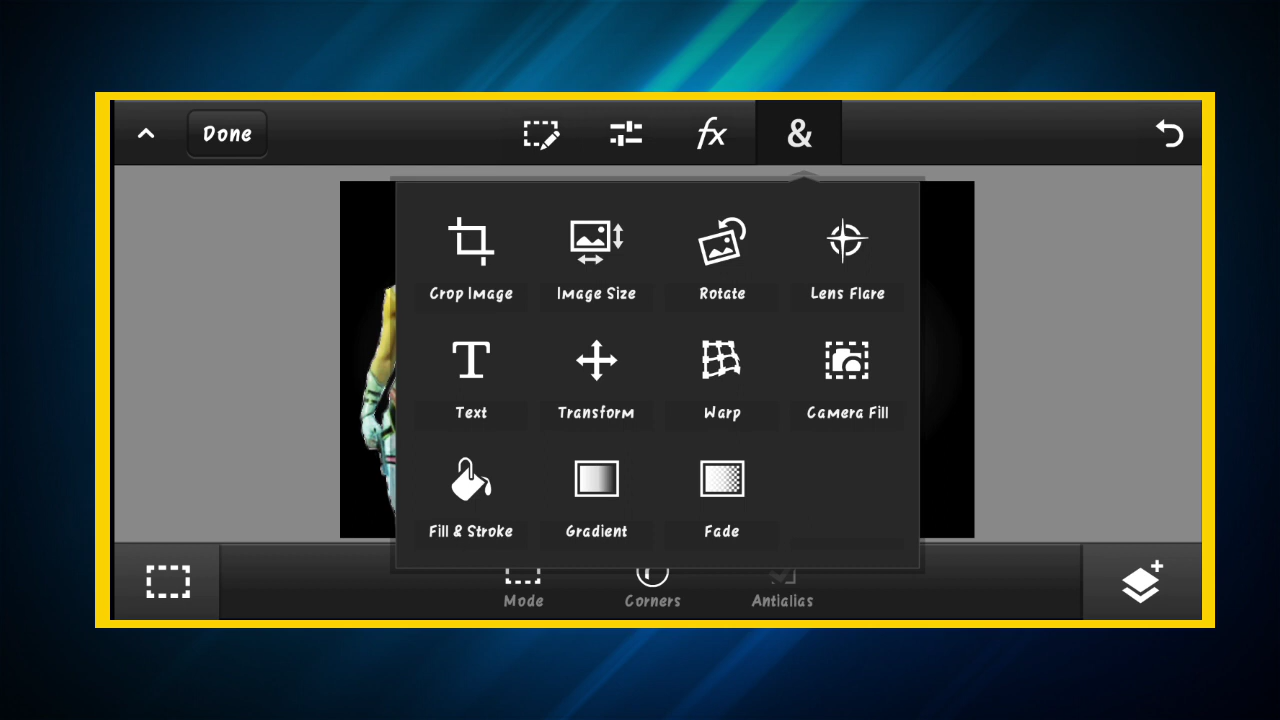 Done
fx
&
Crop Image
Image Size
Rotate
Lens Flare
T
Text
Transform
Warp
Camera Fill
Fill & Stroke
Gradient
Fade
Mode
Corners
Antialias